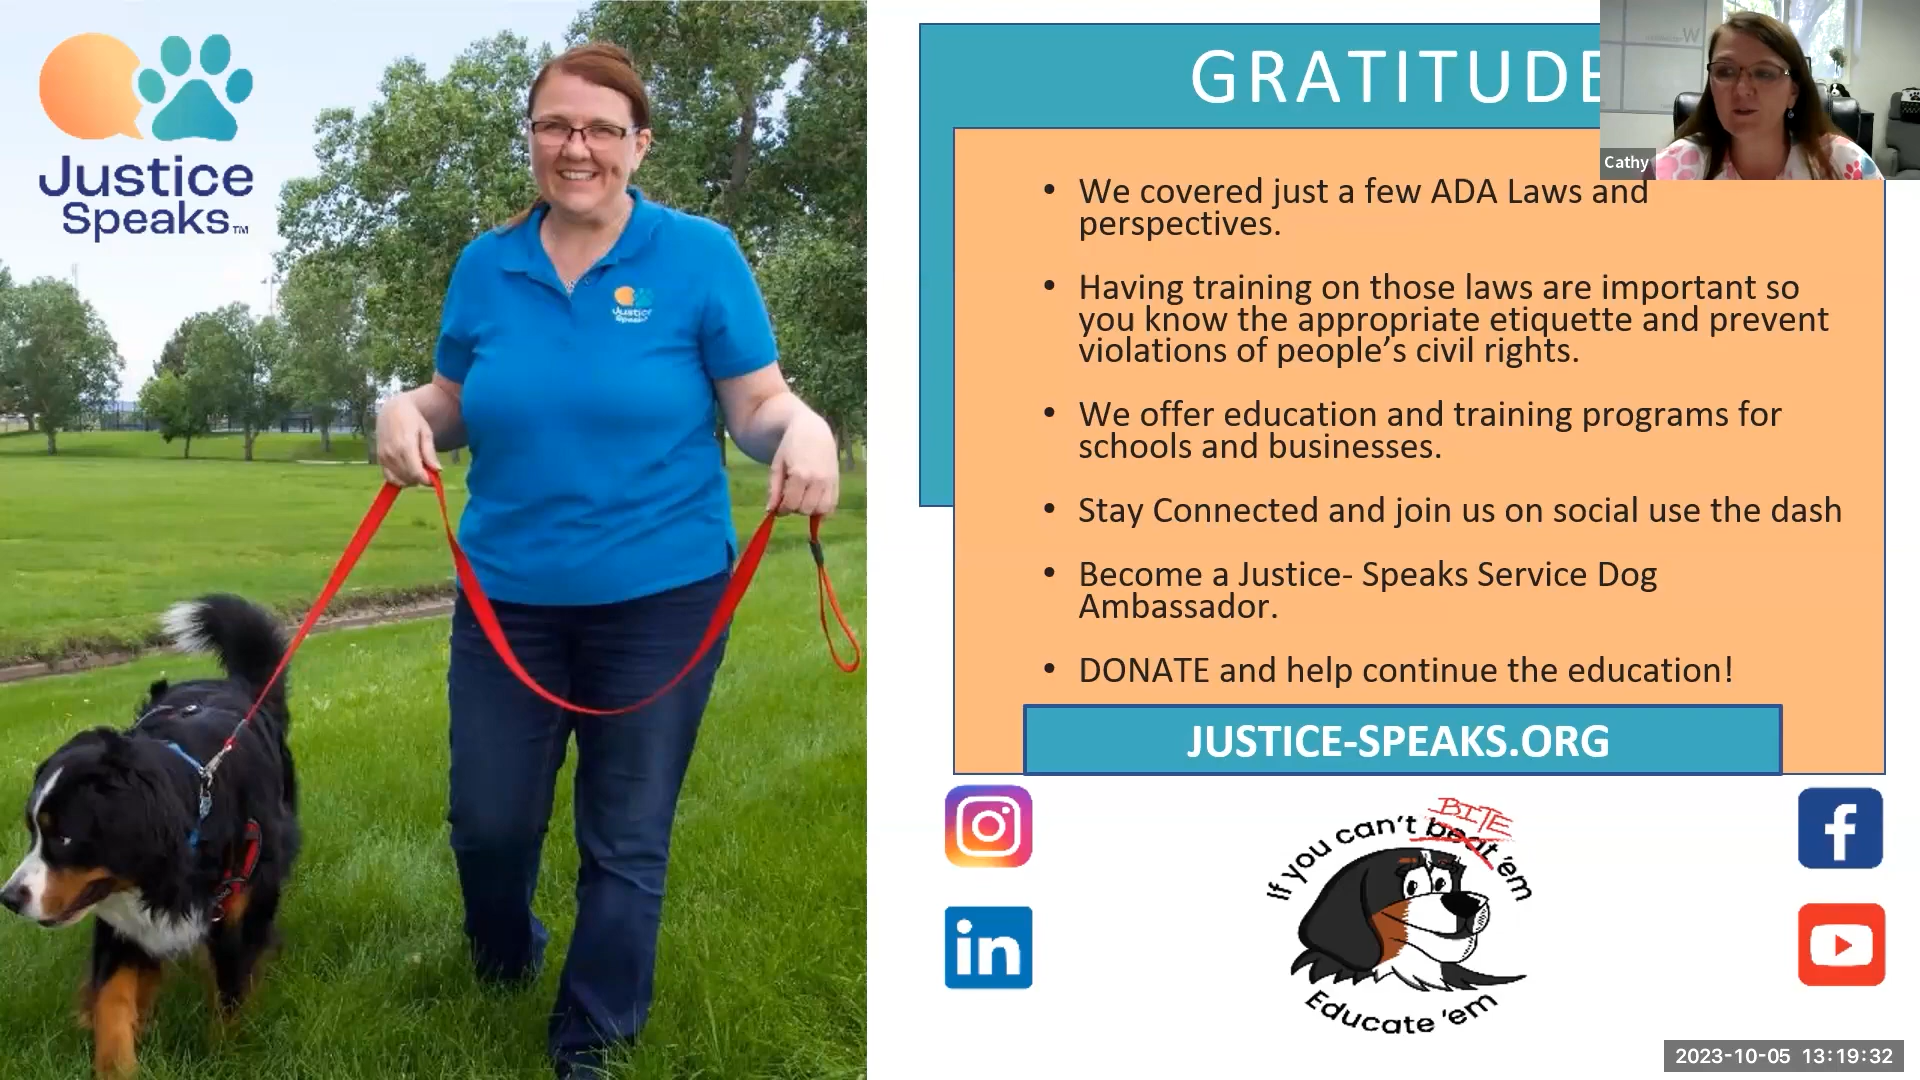 Justice
Speaks™
Justice
Speaks
GRATITUDE
Cathy
• We covered just a few ADA Laws and
perspectives.
• Having training on those laws are important so
you know the appropriate etiquette and prevent
violations of people’s civil rights.
• We offer education and training programs for
schools and businesses.
• Stay Connected and join us on social use the dash
• Become a Justice- Speaks Service Dog
Ambassador.
• DONATE and help continue the education!
JUSTICE-SPEAKS.ORG
in
f
BITE
If you can't beat 'em
Educate 'em
2023-10-05 13:19:32